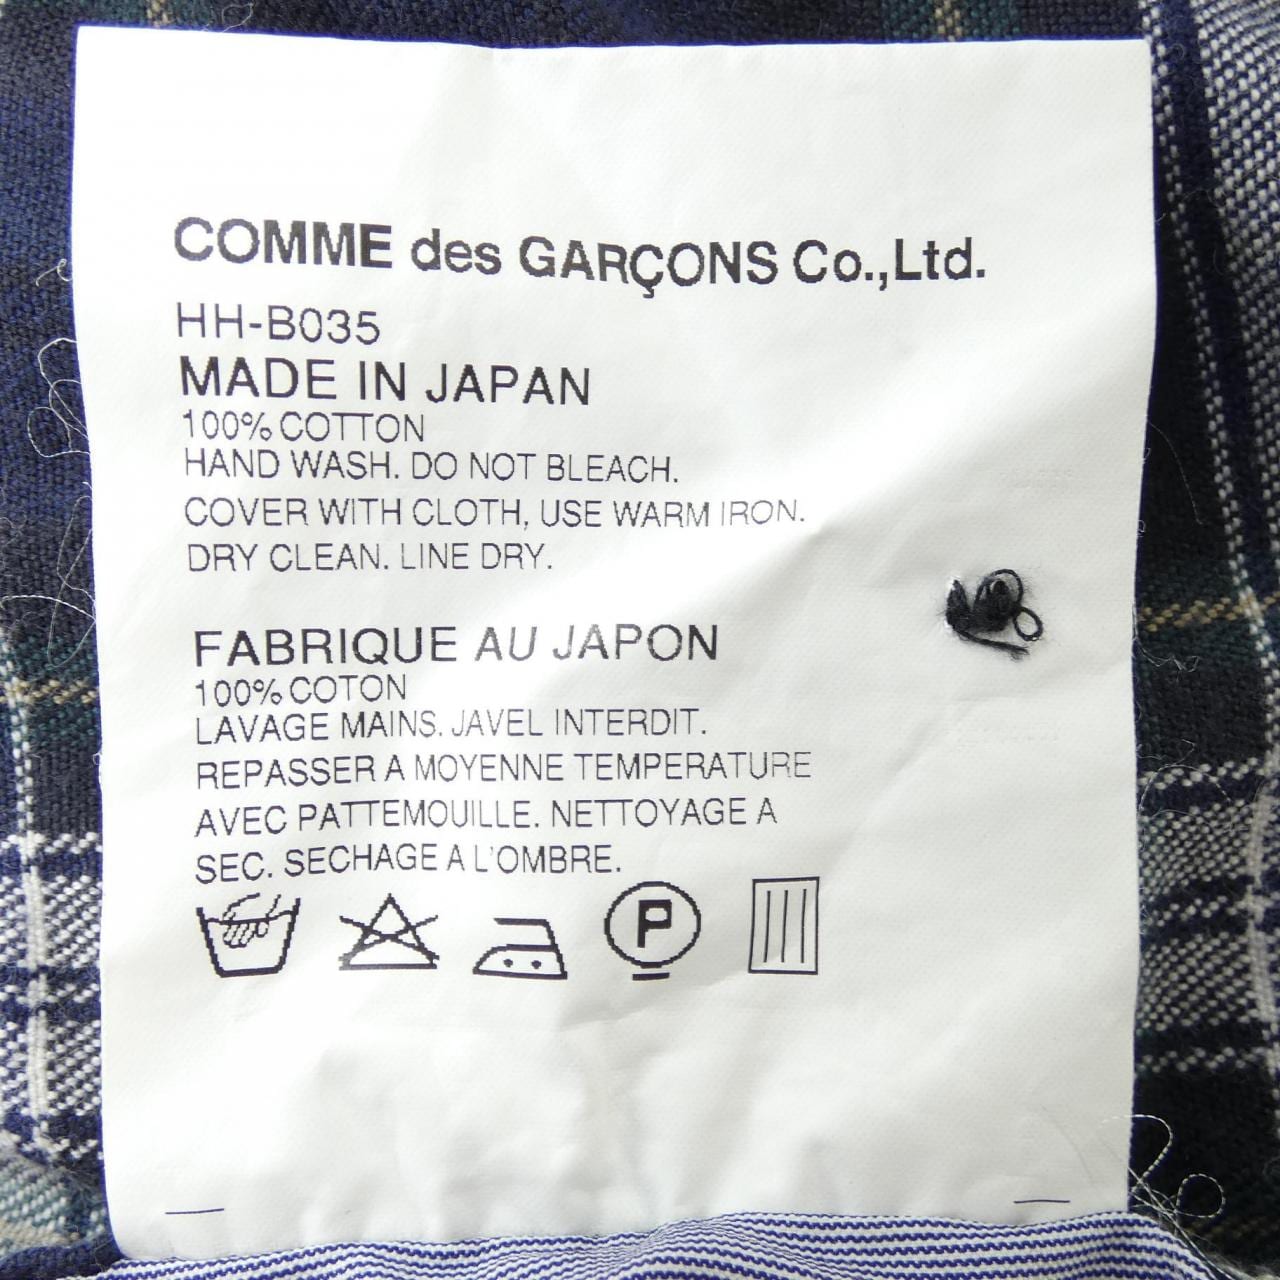 COMME des GARÇONS Co.,Ltd.
HH-B035
MADE IN JAPAN
100% COTTON
HAND WASH. DO NOT BLEACH.
COVER WITH CLOTH, USE WARM IRON.
DRY CLEAN. LINE DRY.
FABRIQUE AU JAPON
100% COTON
LAVAGE MAINS. JAVEL INTERDIT.
REPASSER A MOYENNE TEMPERATURE
AVEC PATTEMOUILLE. NETTOYAGE A
SEC. SECHAGE A L'OMBRE.
P